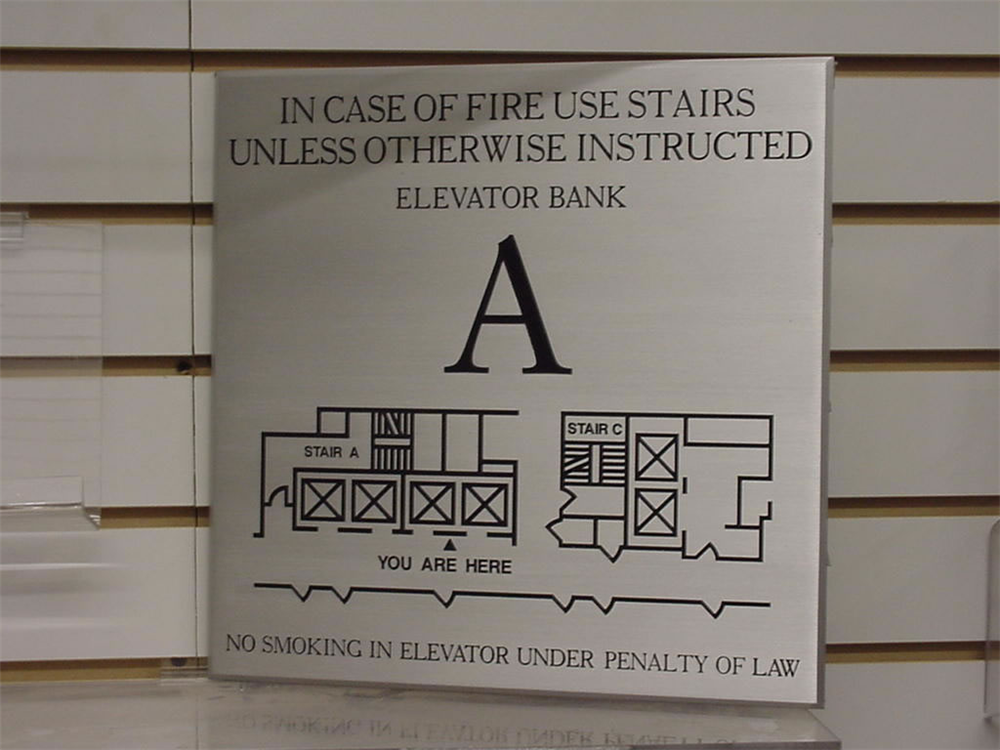 IN CASE OF FIRE USE STAIRS
UNLESS OTHERWISE INSTRUCTED
ELEVATOR BANK
A
STAIR A
STAIR C
YOU ARE HERE
NO SMOKING IN ELEVATOR UNDER PENALTY OF LAW